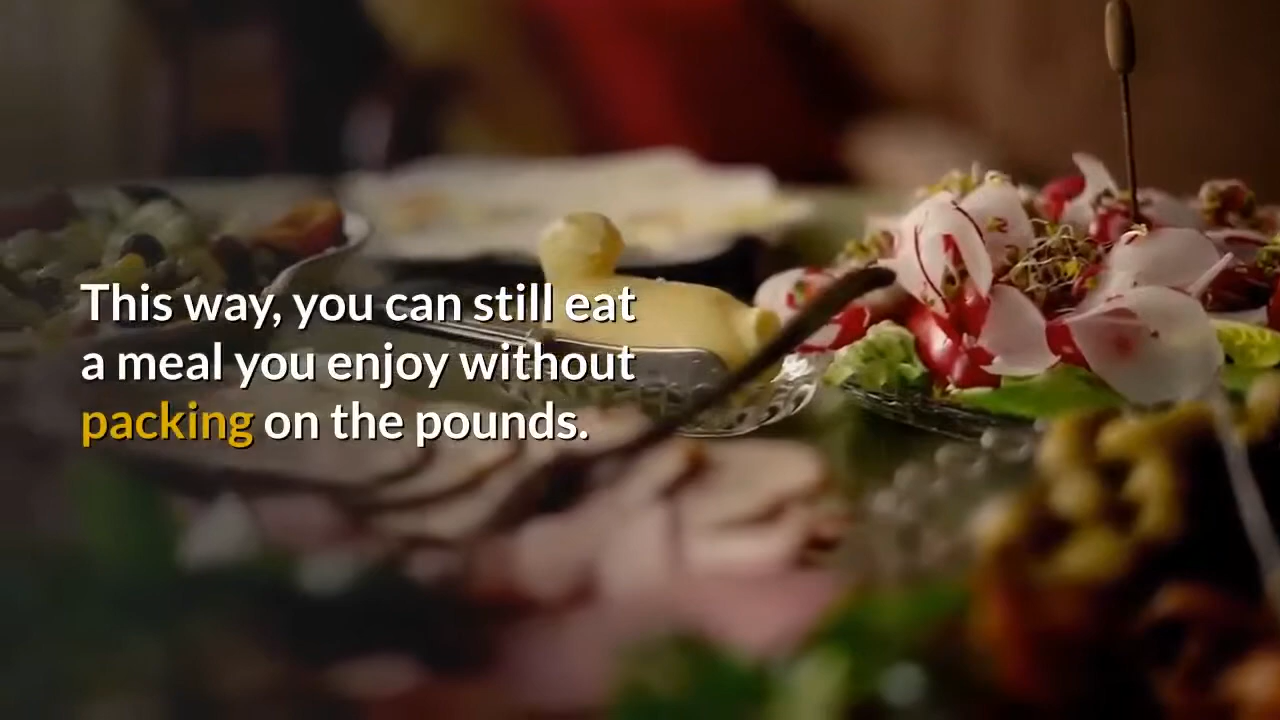 This way, you can still eat
a meal you enjoy without
packing on the pounds.